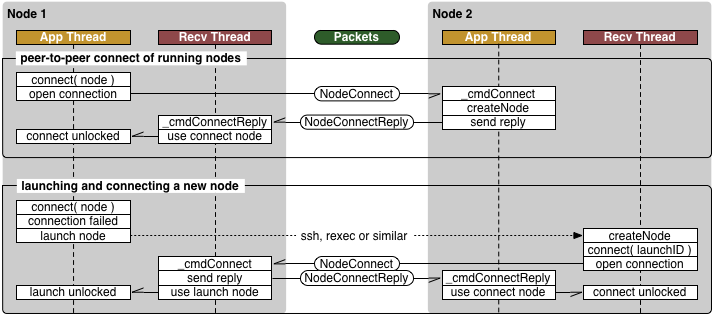 Node 1
Node 2
App Thread
Recv Thread
Packets
App Thread
Recv Thread
peer-to-peer connect of running nodes
connect( node )
open connection
NodeConnect
_cmdConnect
createNode
_cmdConnectReply
NodeConnectReply
send reply
connect unlocked
use connect node
launching and connecting a new node
connect( node )
connection failed
launch node
ssh, rexec or similar
createNode
connect( launchID )
_cmdConnect
NodeConnect
open connection
send reply
NodeConnectReply
_cmdConnectReply
launch unlocked
use launch node
use connect node
connect unlocked